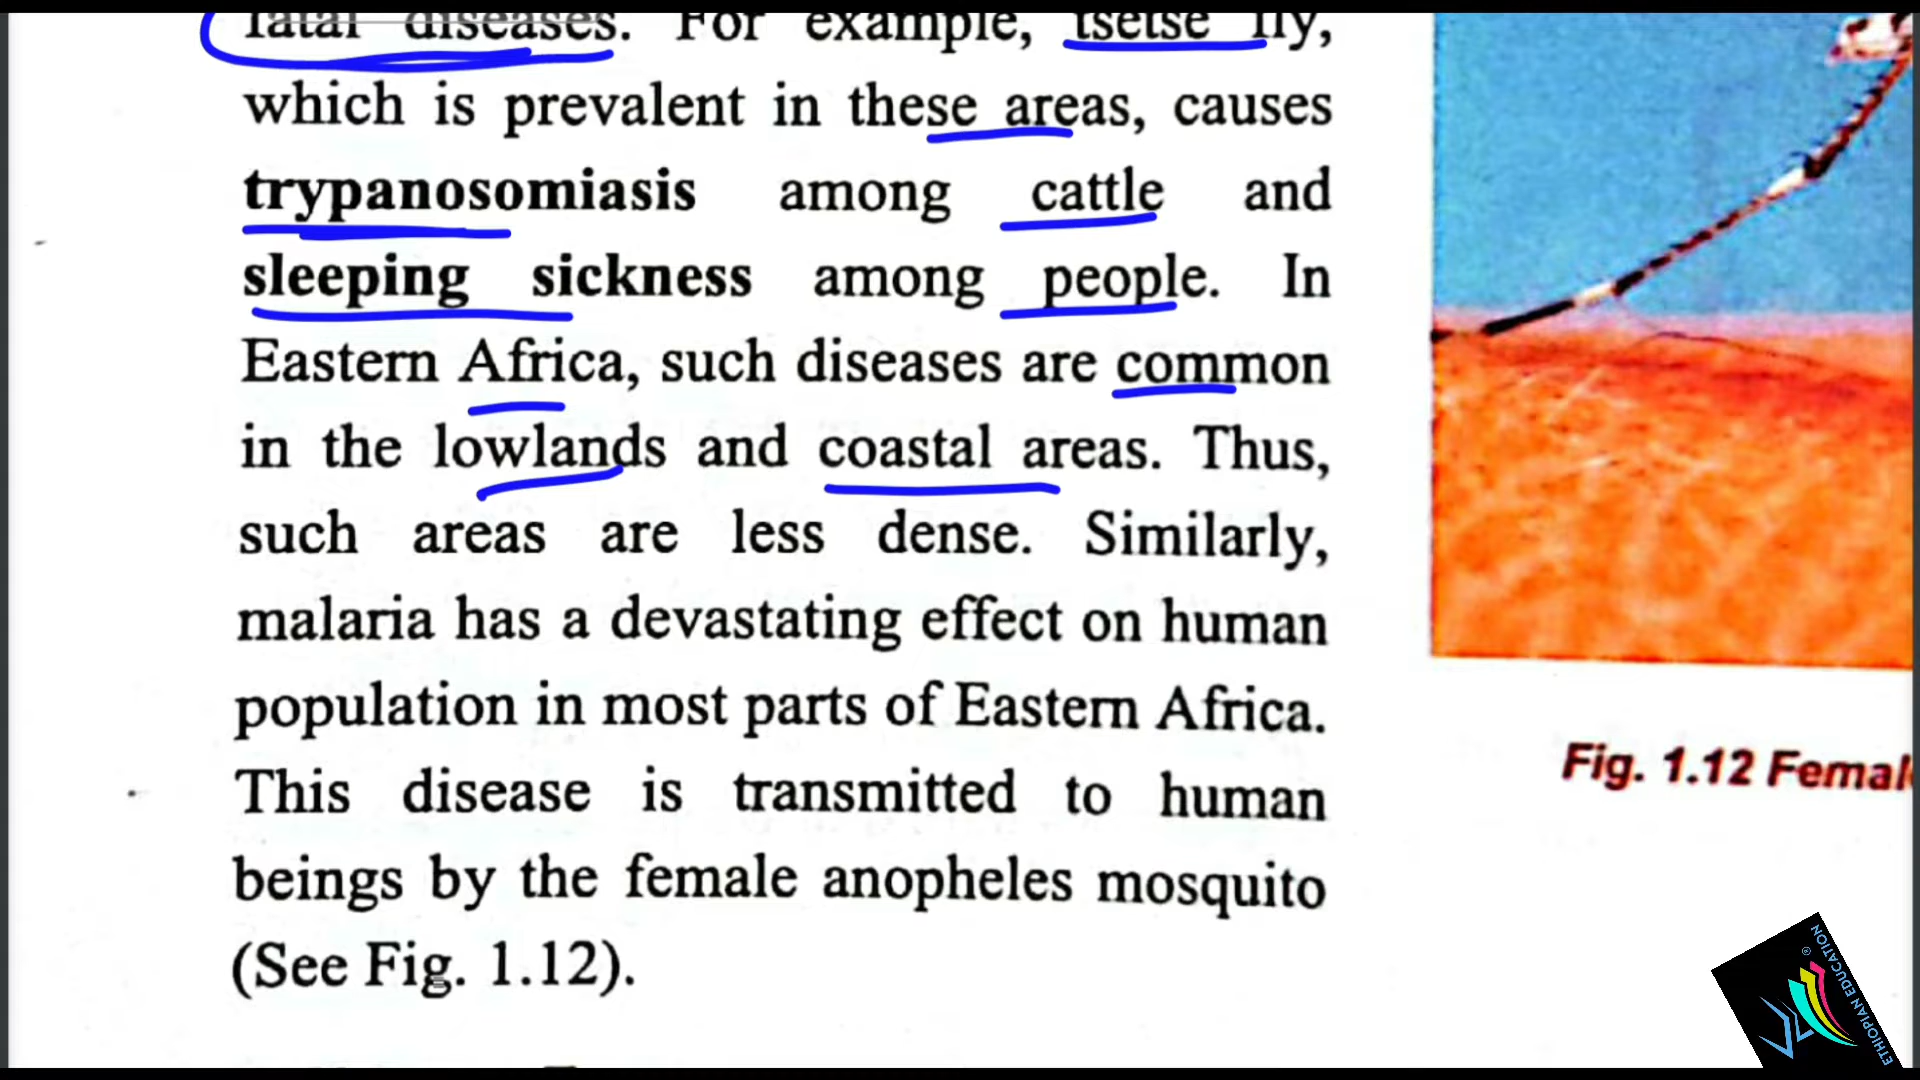 fatal diseases. For example, tsetse fly,
which is prevalent in these areas, causes
trypanosomiasis among cattle and
sleeping sickness among people. In
Eastern Africa, such diseases are common
in the lowlands and coastal areas. Thus,
such areas are less dense. Similarly,
malaria has a devastating effect on human
population in most parts of Eastern Africa.
This disease is transmitted to human
beings by the female anopheles mosquito
(See Fig. 1.12).
Fig. 1.12 Femal
ETHIOPIAN EDUCATION
®